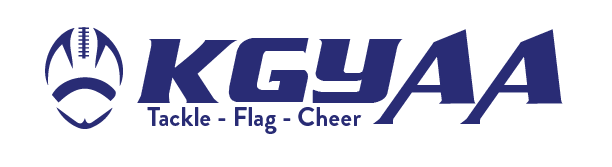 KGYAA
Tackle - Flag - Cheer